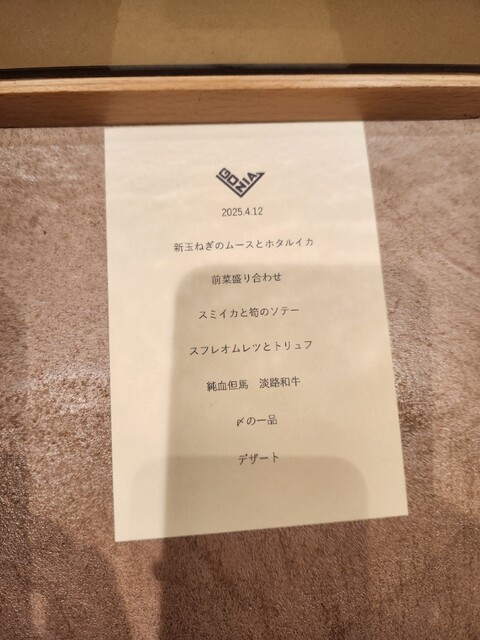 GONIA
2025.4.12
新玉ねぎのムースとホタルイカ
前菜盛り合わせ
スミイカと筍のソテー
スフレオムレツとトリュフ
純血但馬　淡路和牛
〆の一品
デザート